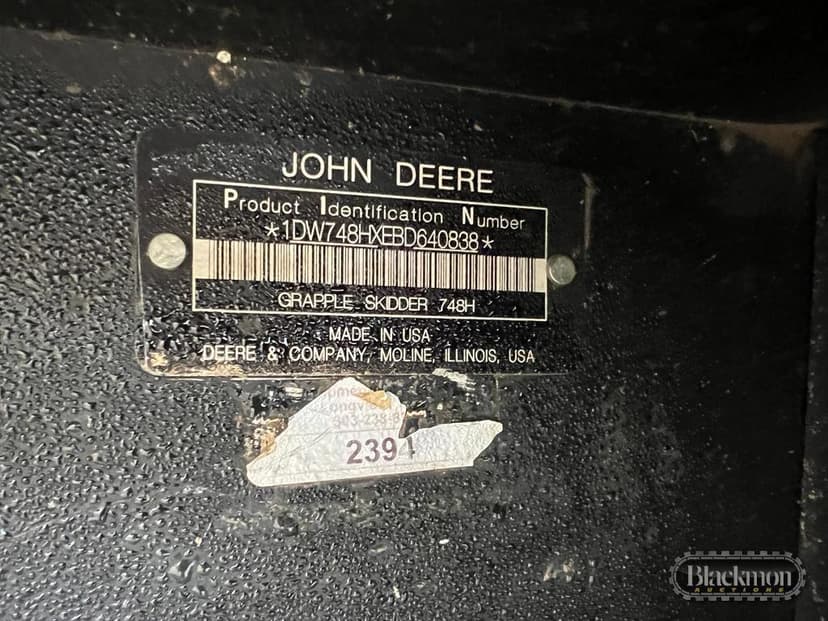 JOHN DEERE
Product Identification Number
*1DW748HXEBD640838*
GRAPPLE SKIDDER 748H
MADE IN USA
DEERE & COMPANY, MOLINE, ILLINOIS, USA
2394
Blackmon
AUCTIONS